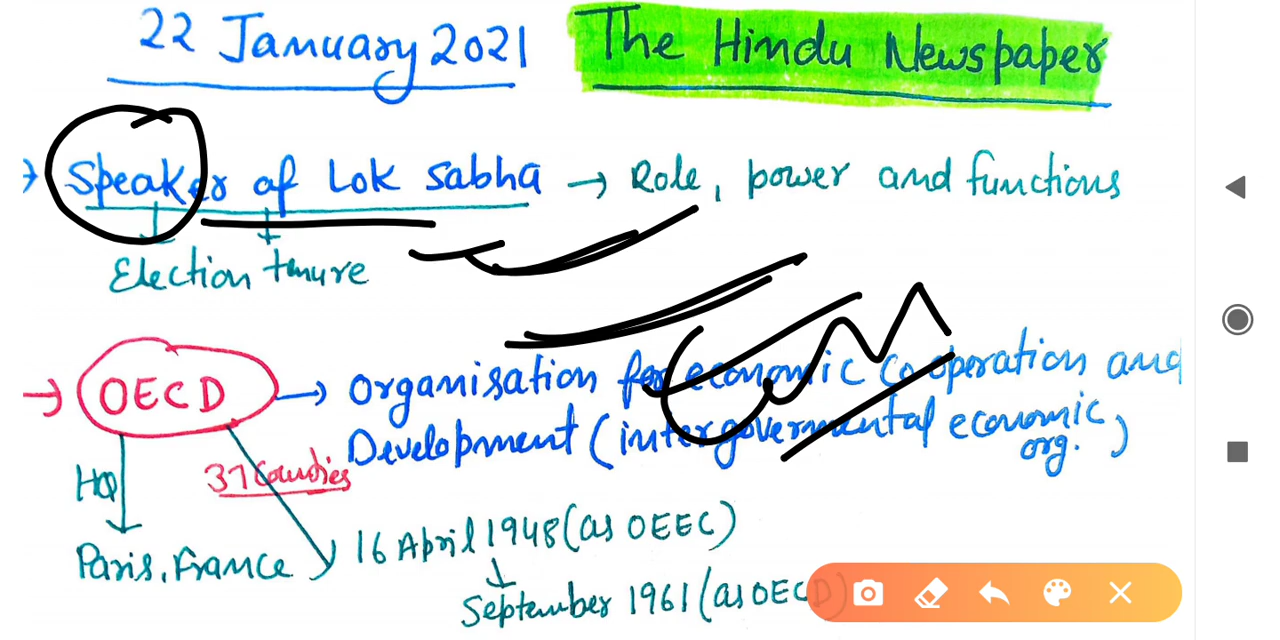 22 January 2021 The Hindu Newspaper
→ Speaker of Lok Sabha → Role, power and functions
Election tenure
→ OECD → Organisation for economic cooperation and
Development (intergovernmental economic org.)
HQ 37 Countries
Paris, France 16 April 1948 (as OEEC)
September 1961 (as OECD)